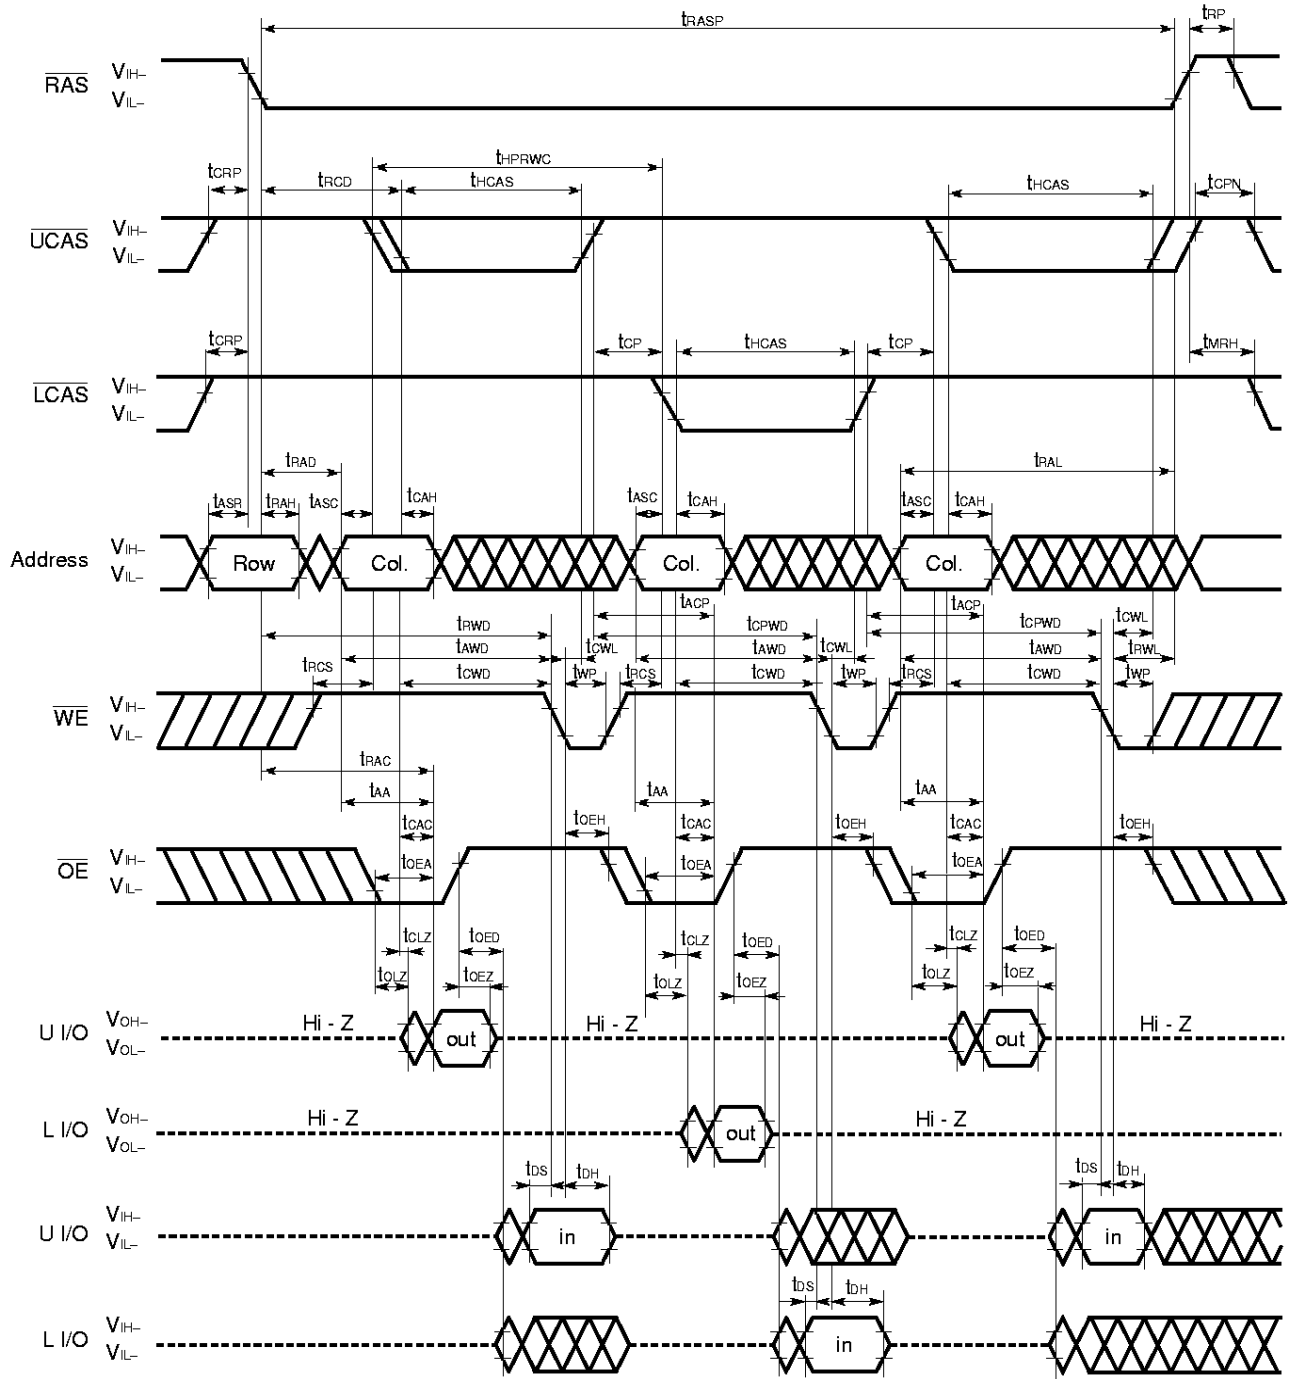 tRASP tRP
RAS VIH– VIL–
tHPRWC
tCRP tRCD tHCAS tHCAS tCPN
UCAS VIH– VIL–
tCRP tCP tHCAS tCP tMRH
LCAS VIH– VIL–
tRAD tRAL
tASR tRAH tASC tCAH tASC tCAH tASC tCAH
Address VIH– VIL– Row Col. Col. Col.
tACP tACP
tRWD tCPWD tCPWD tCWL
tAWD tCWL tAWD tCWL tAWD tRWL
tRCS tCWD tWP tRCS tCWD tWP tRCS tCWD tWP
WE VIH– VIL–
tRAC
tAA tAA tAA
tCAC tOEH tCAC tOEH tCAC tOEH
OE VIH– VIL– tOEA tOEA tOEA
tCLZ tOED tCLZ tOED tCLZ tOED
tOLZ tOEZ tOLZ tOEZ tOLZ tOEZ
U I/O VOH– VOL– Hi - Z out Hi - Z out Hi - Z
L I/O VOH– VOL– Hi - Z out Hi - Z
tDS tDH tDS tDH
U I/O VIH– VIL– in in
tDS tDH
L I/O VIH– VIL– in